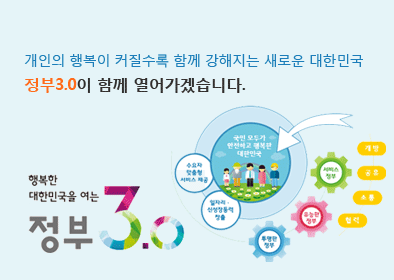 개인의 행복이 커질수록 함께 강해지는 새로운 대한민국
정부3.0이 함께 열어가겠습니다.
행복한
대한민국을 여는
정부3.0
국민 모두가
안전하고 행복한
대한민국
수요자
맞춤형
서비스 제공
일자리·
신성장동력
창출
서비스
정부
유능한
정부
투명한
정부
개방
공유
소통
협력